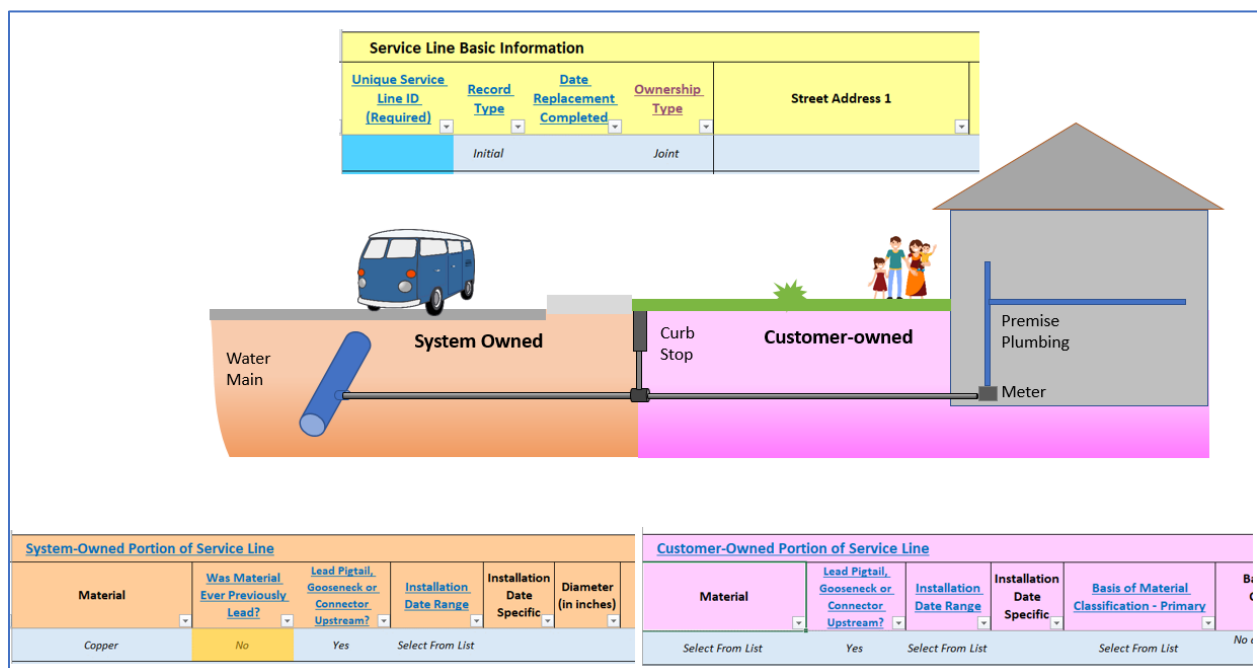 Service Line Basic Information
Unique Service
Line ID
(Required)
Record
Type
Date
Replacement
Completed
Ownership
Type
Street Address 1
Initial
Joint
Water
Main
System Owned
Curb
Stop
Customer-owned
Premise
Plumbing
Meter
System-Owned Portion of Service Line
Material
Was Material
Ever Previously
Lead?
Lead Pigtail,
Gooseneck or
Connector
Upstream?
Installation
Date Range
Installation
Date
Specific
Diameter
(in inches)
Copper
No
Yes
Select From List
Customer-Owned Portion of Service Line
Material
Lead Pigtail,
Gooseneck or
Connector
Upstream?
Installation
Date Range
Installation
Date
Specific
Basis of Material
Classification - Primary
Select From List
Yes
Select From List
Select From List